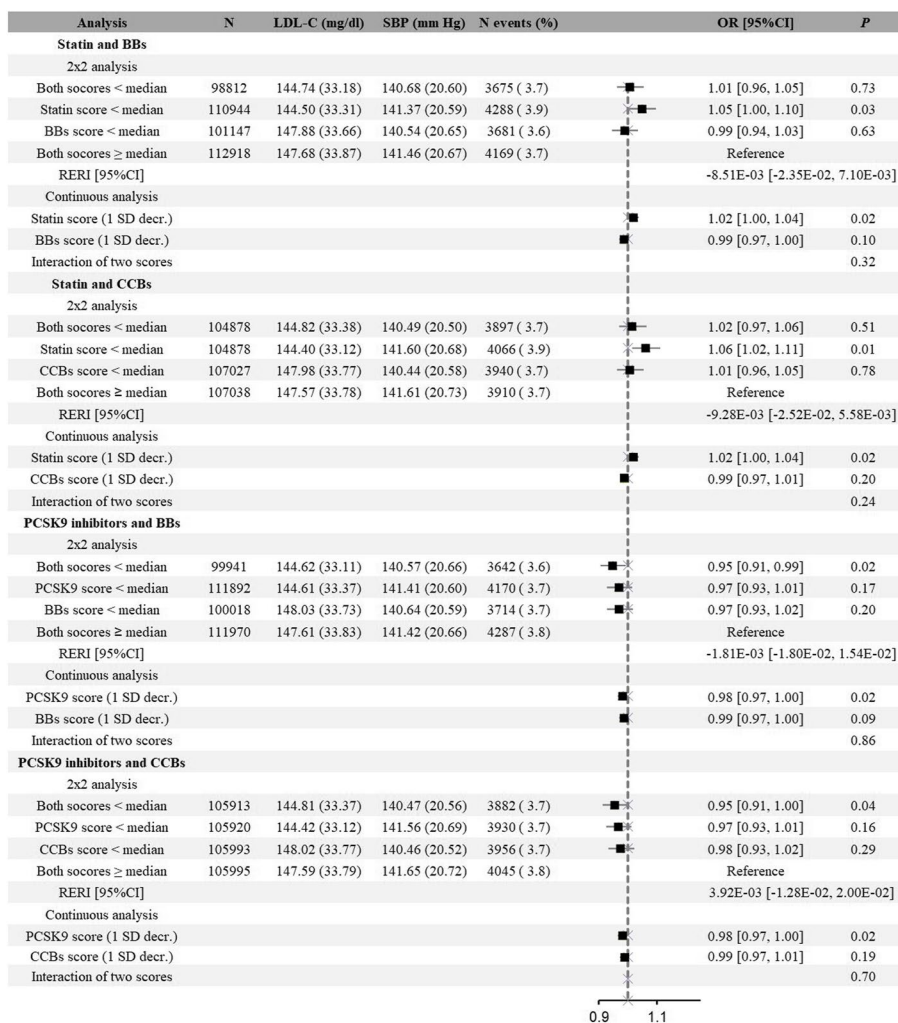 Analysis N LDL-C (mg/dl) SBP (mm Hg) N events (%) OR [95%CI] P
Statin and BBs
2x2 analysis
Both socores < median 98812 144.74 (33.18) 140.68 (20.60) 3675 ( 3.7) 1.01 [0.96, 1.05] 0.73
Statin score < median 110944 144.50 (33.31) 141.37 (20.59) 4288 ( 3.9) 1.05 [1.00, 1.10] 0.03
BBs score < median 101147 147.88 (33.66) 140.54 (20.65) 3681 ( 3.6) 0.99 [0.94, 1.03] 0.63
Both socores ≥ median 112918 147.68 (33.87) 141.46 (20.67) 4169 ( 3.7) Reference
RERI [95%CI] -8.51E-03 [-2.35E-02, 7.10E-03]
Continuous analysis
Statin score (1 SD decr.) 1.02 [1.00, 1.04] 0.02
BBs score (1 SD decr.) 0.99 [0.97, 1.00] 0.10
Interaction of two scores 0.32
Statin and CCBs
2x2 analysis
Both socores < median 104878 144.82 (33.38) 140.49 (20.50) 3897 ( 3.7) 1.02 [0.97, 1.06] 0.51
Statin score < median 104878 144.40 (33.12) 141.60 (20.68) 4066 ( 3.9) 1.06 [1.02, 1.11] 0.01
CCBs score < median 107027 147.98 (33.77) 140.44 (20.58) 3940 ( 3.7) 1.01 [0.96, 1.05] 0.78
Both socores ≥ median 107038 147.57 (33.78) 141.61 (20.73) 3910 ( 3.7) Reference
RERI [95%CI] -9.28E-03 [-2.52E-02, 5.58E-03]
Continuous analysis
Statin score (1 SD decr.) 1.02 [1.00, 1.04] 0.02
CCBs score (1 SD decr.) 0.99 [0.97, 1.01] 0.20
Interaction of two scores 0.24
PCSK9 inhibitors and BBs
2x2 analysis
Both socores < median 99941 144.62 (33.11) 140.57 (20.66) 3642 ( 3.6) 0.95 [0.91, 0.99] 0.02
PCSK9 score < median 111892 144.61 (33.37) 141.41 (20.60) 4170 ( 3.7) 0.97 [0.93, 1.01] 0.17
BBs score < median 100018 148.03 (33.73) 140.64 (20.59) 3714 ( 3.7) 0.97 [0.93, 1.02] 0.20
Both socores ≥ median 111970 147.61 (33.83) 141.42 (20.66) 4287 ( 3.8) Reference
RERI [95%CI] -1.81E-03 [-1.80E-02, 1.54E-02]
Continuous analysis
PCSK9 score (1 SD decr.) 0.98 [0.97, 1.00] 0.02
BBs score (1 SD decr.) 0.99 [0.97, 1.00] 0.09
Interaction of two scores 0.86
PCSK9 inhibitors and CCBs
2x2 analysis
Both socores < median 105913 144.81 (33.37) 140.47 (20.56) 3882 ( 3.7) 0.95 [0.91, 1.00] 0.04
PCSK9 score < median 105920 144.42 (33.12) 141.56 (20.69) 3930 ( 3.7) 0.97 [0.93, 1.01] 0.16
CCBs score < median 105993 148.02 (33.77) 140.46 (20.52) 3956 ( 3.7) 0.98 [0.93, 1.02] 0.29
Both socores ≥ median 105995 147.59 (33.79) 141.65 (20.72) 4045 ( 3.8) Reference
RERI [95%CI] 3.92E-03 [-1.28E-02, 2.00E-02]
Continuous analysis
PCSK9 score (1 SD decr.) 0.98 [0.97, 1.00] 0.02
CCBs score (1 SD decr.) 0.99 [0.97, 1.01] 0.19
Interaction of two scores 0.70
0.9 1.1